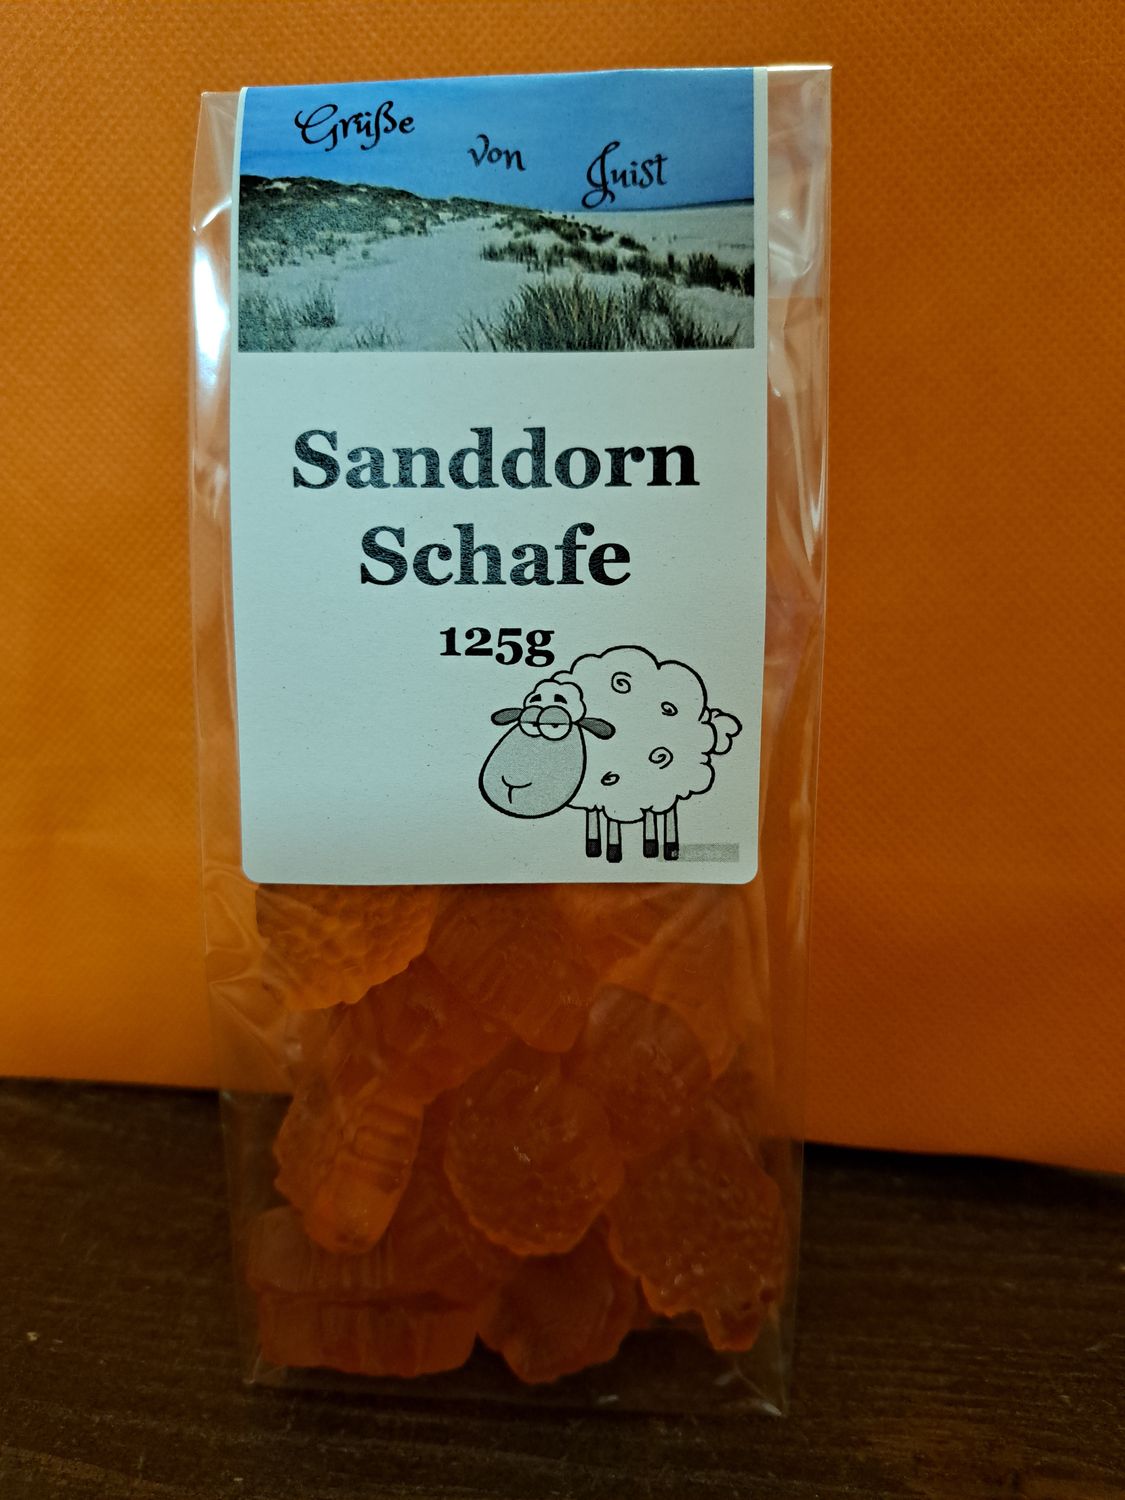 Grüße von Juist
Sanddorn
Schafe
125g